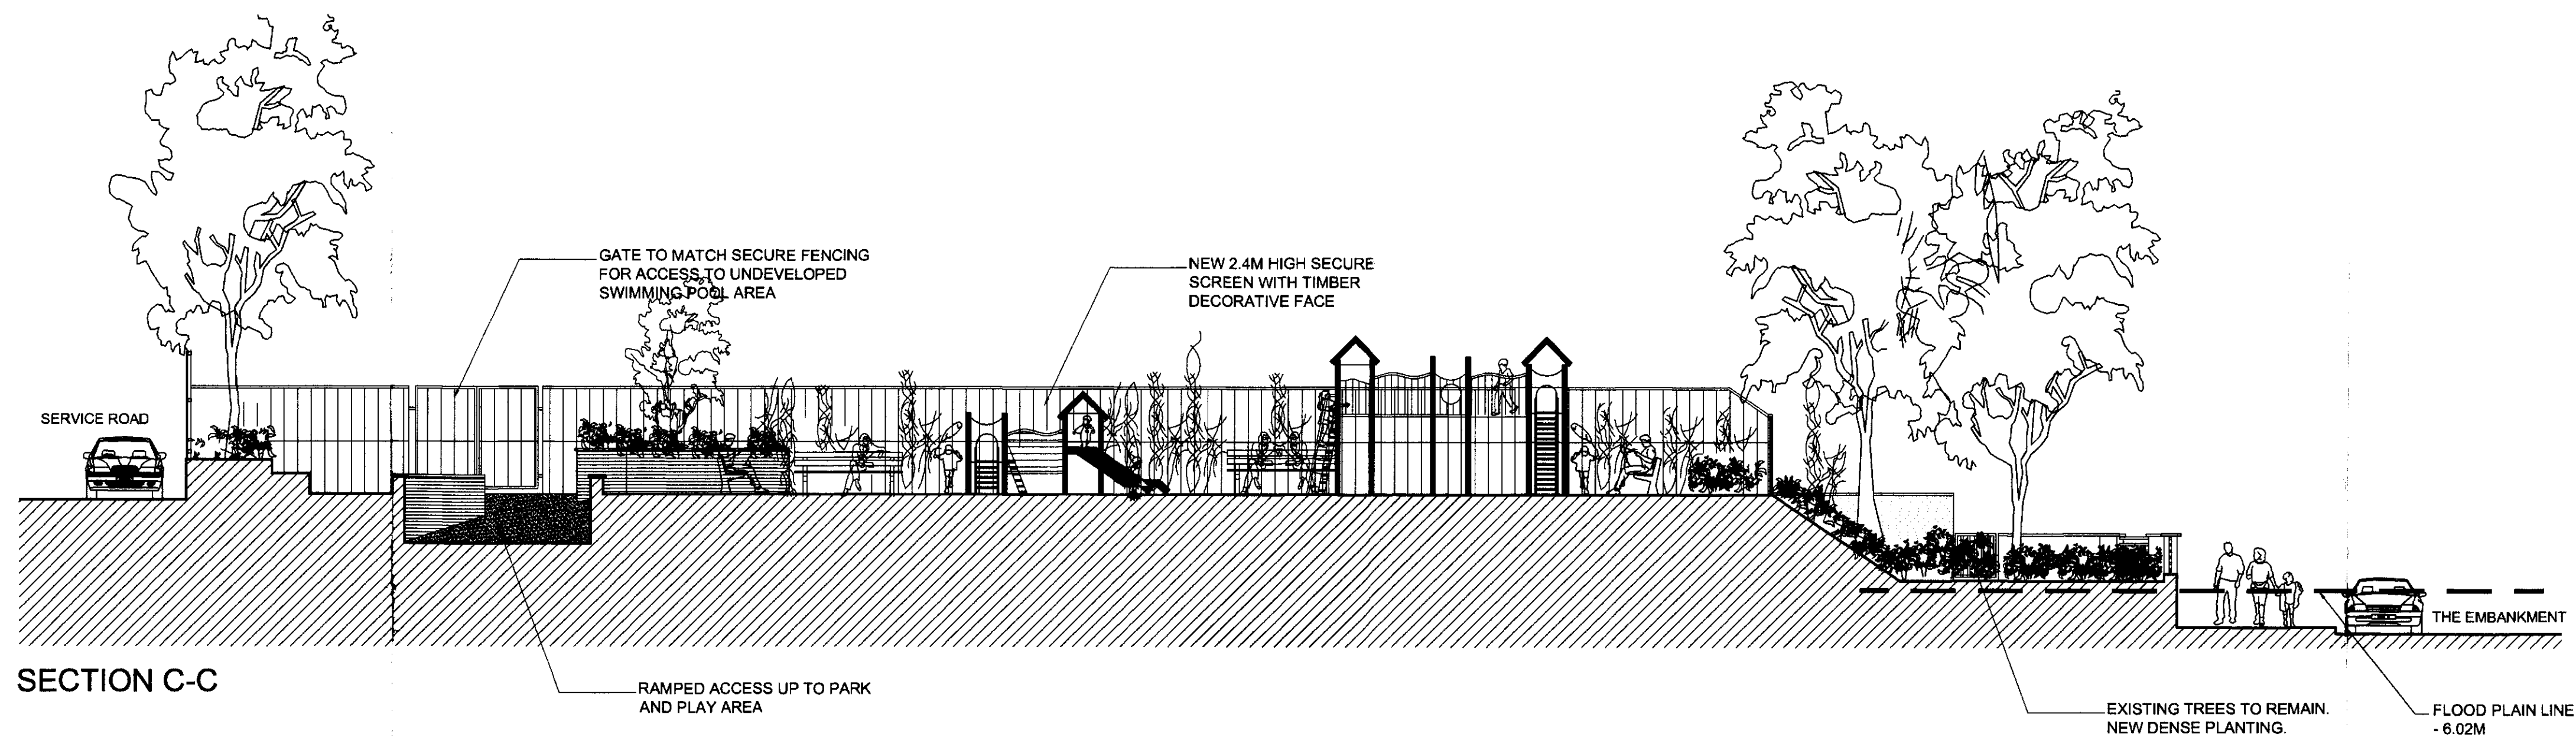 GATE TO MATCH SECURE FENCING
FOR ACCESS TO UNDEVELOPED
SWIMMING POOL AREA
NEW 2.4M HIGH SECURE
SCREEN WITH TIMBER
DECORATIVE FACE
SERVICE ROAD
THE EMBANKMENT
SECTION C-C
RAMPED ACCESS UP TO PARK
AND PLAY AREA
EXISTING TREES TO REMAIN.
NEW DENSE PLANTING.
FLOOD PLAIN LINE
- 6.02M